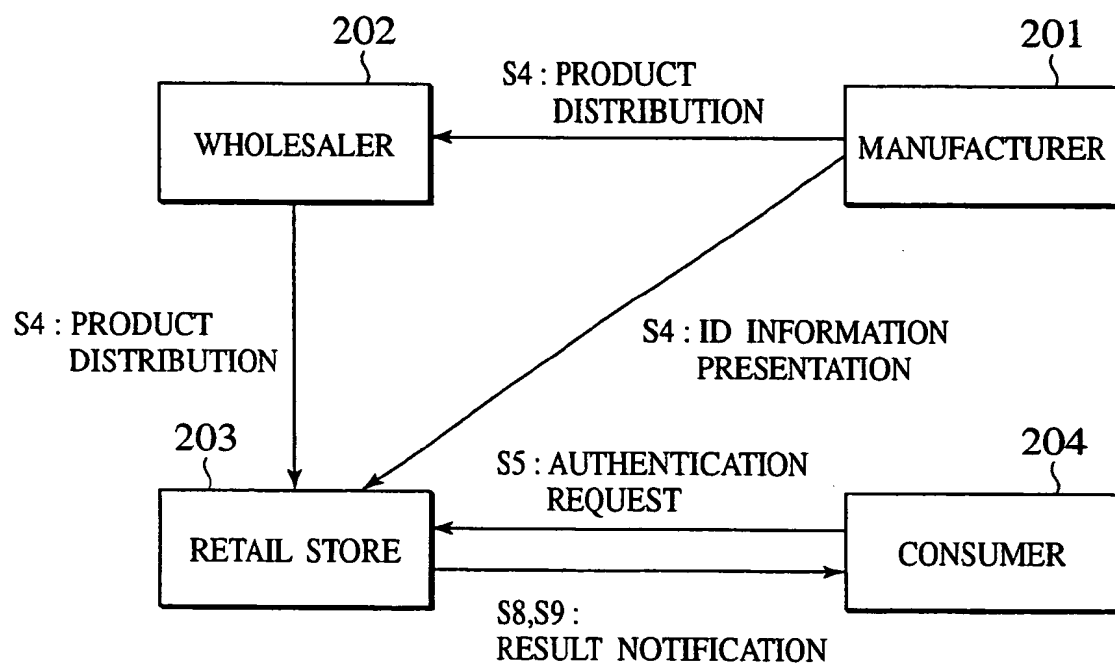 202
201
S4 : PRODUCT
DISTRIBUTION
WHOLESALER
MANUFACTURER
S4 : PRODUCT
DISTRIBUTION
S4 : ID INFORMATION
PRESENTATION
203
204
S5 : AUTHENTICATION
REQUEST
RETAIL STORE
CONSUMER
S8,S9 :
RESULT NOTIFICATION